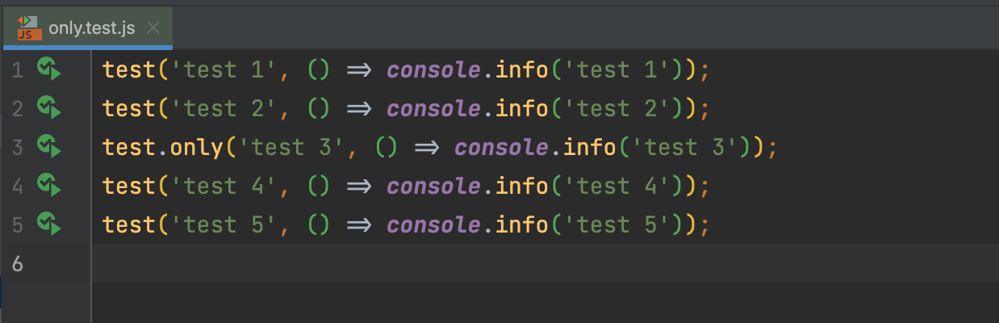 JS only.test.js
1 test('test 1', () => console.info('test 1'));
2 test('test 2', () => console.info('test 2'));
3 test.only('test 3', () => console.info('test 3'));
4 test('test 4', () => console.info('test 4'));
5 test('test 5', () => console.info('test 5'));
6